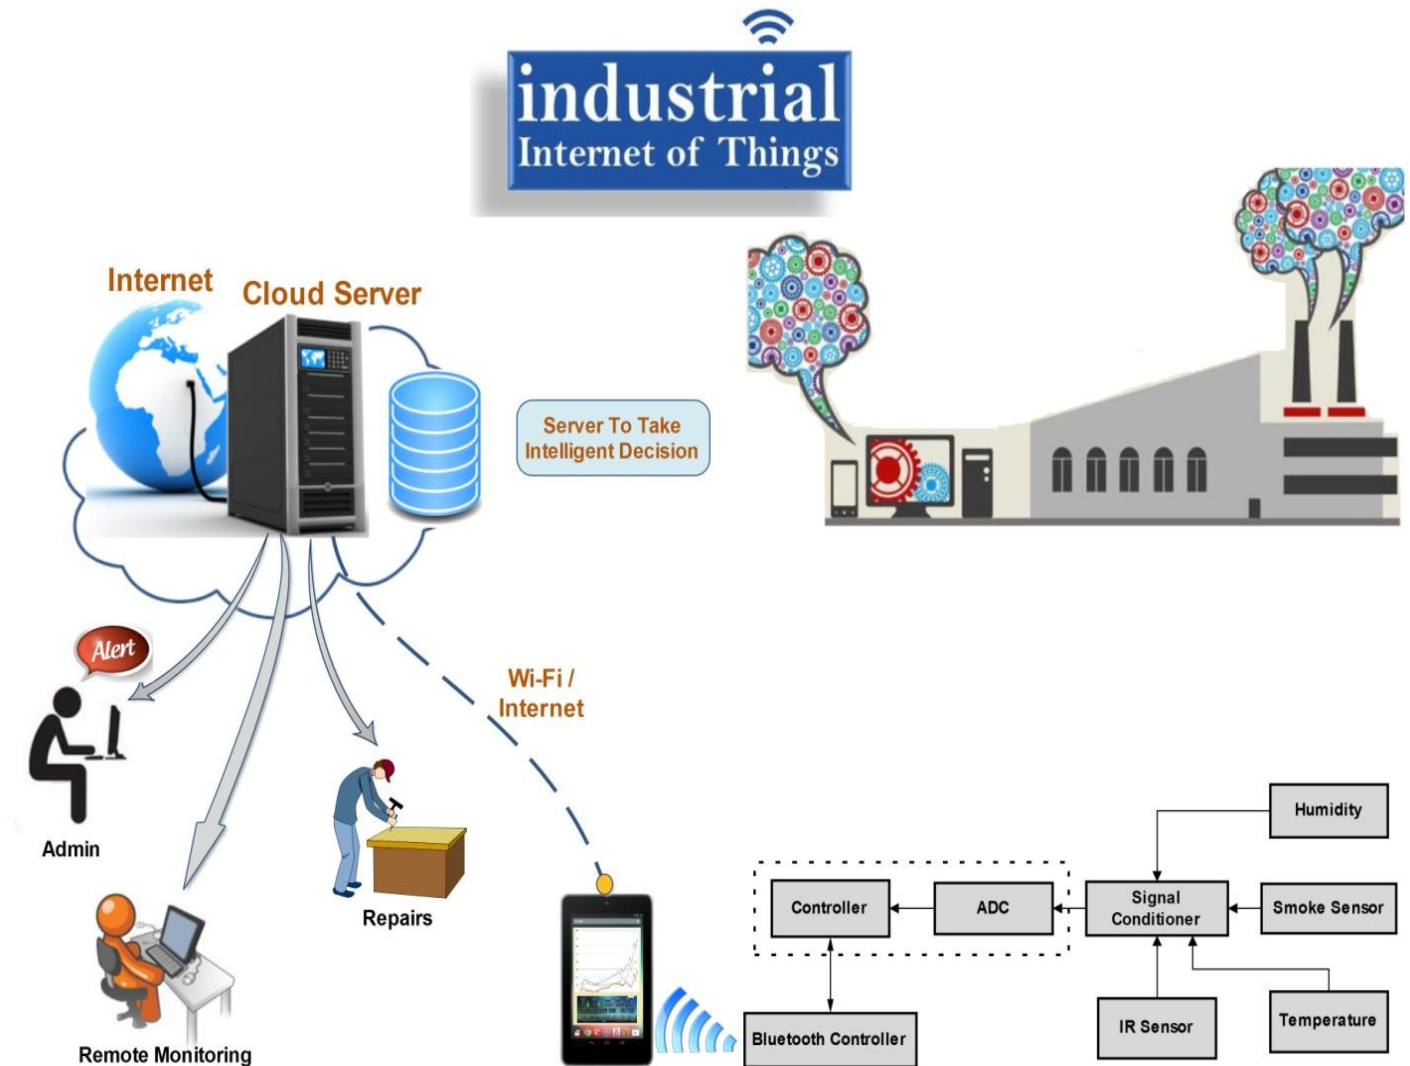 industrial
Internet of Things
Internet
Cloud Server
Server To Take
Intelligent Decision
Alert
Wi-Fi /
Internet
Admin
Repairs
Remote Monitoring
Humidity
Controller
ADC
Signal
Conditioner
Smoke Sensor
Bluetooth Controller
IR Sensor
Temperature